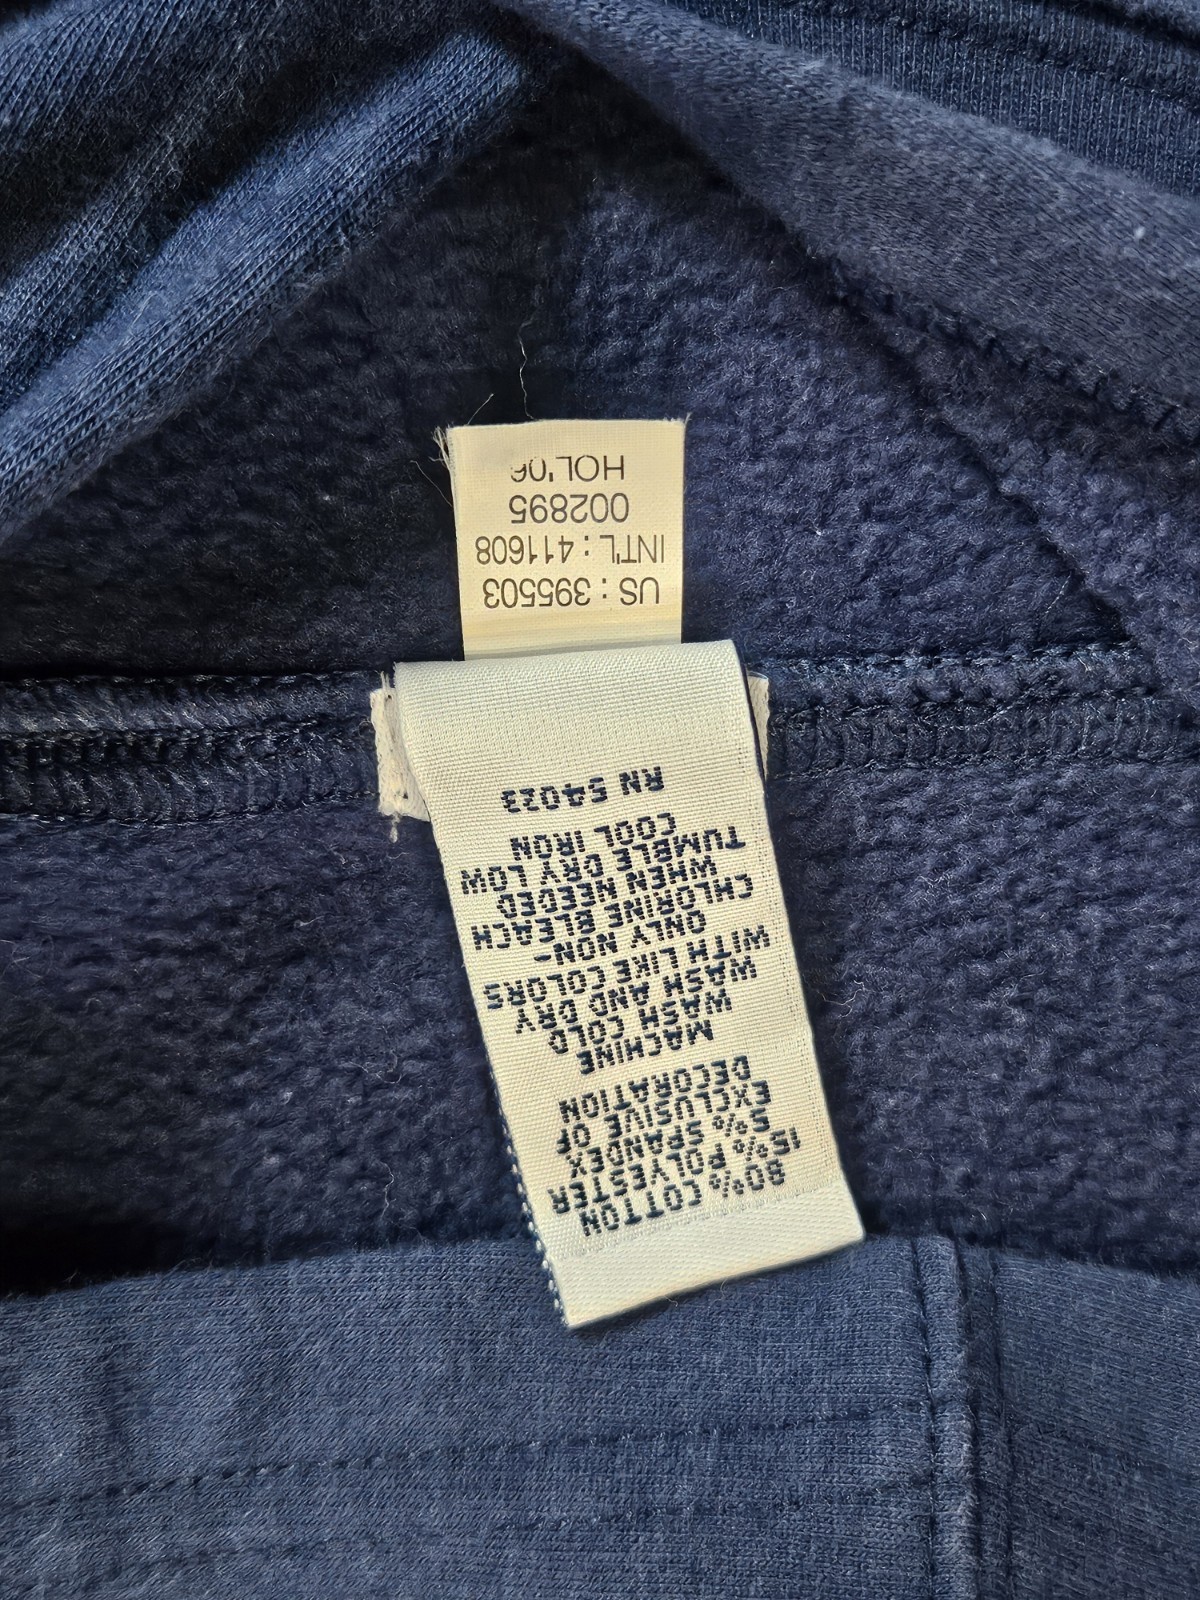 80% COTTON
15% POLYESTER
5% SPANDEX
EXCLUSIVE OF
DECORATION
MACHINE
WASH COLD
WASH AND DRY
WITH LIKE COLORS
ONLY NON-
CHLORINE BLEACH
WHEN NEEDED
TUMBLE DRY LOW
COOL IRON
RN 54023
US : 395503
INT'L : 411608
002895
HOL'06